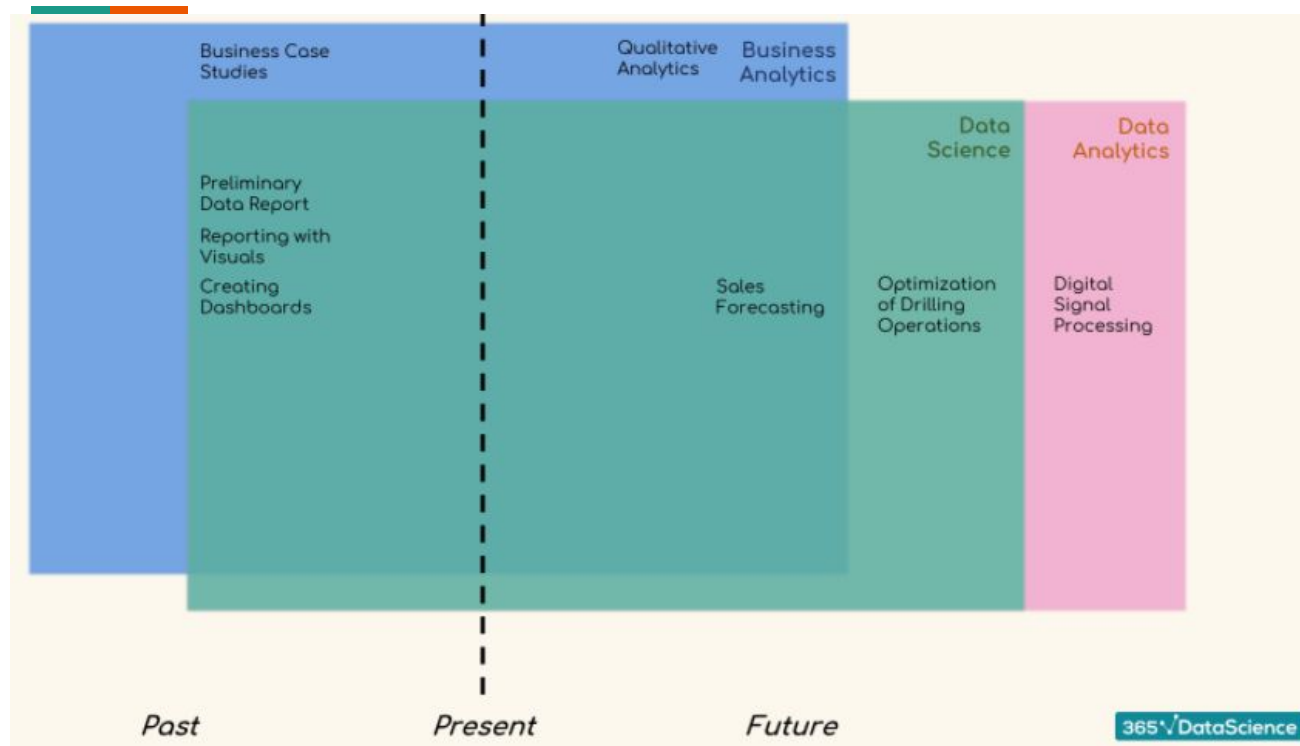 Business Case
Studies
Qualitative
Analytics
Business
Analytics
Data
Science
Data
Analytics
Preliminary
Data Report
Reporting with
Visuals
Creating
Dashboards
Sales
Forecasting
Optimization
of Drilling
Operations
Digital
Signal
Processing
Past
Present
Future
365√DataScience